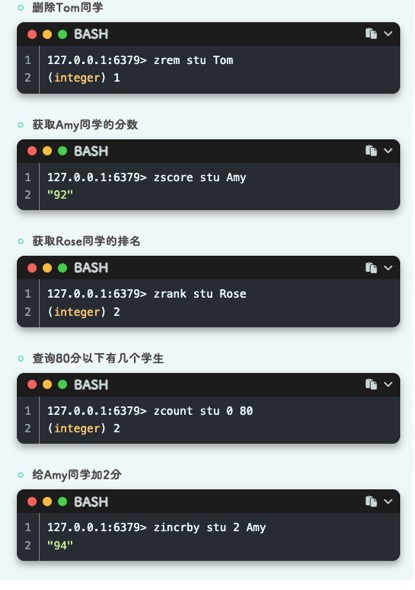 删除Tom同学
BASH
1 127.0.0.1:6379> zrem stu Tom
2 (integer) 1
获取Amy同学的分数
BASH
1 127.0.0.1:6379> zscore stu Amy
2 "92"
获取Rose同学的排名
BASH
1 127.0.0.1:6379> zrank stu Rose
2 (integer) 2
查询80分以下有几个学生
BASH
1 127.0.0.1:6379> zcount stu 0 80
2 (integer) 2
给Amy同学加2分
BASH
1 127.0.0.1:6379> zincrby stu 2 Amy
2 "94"